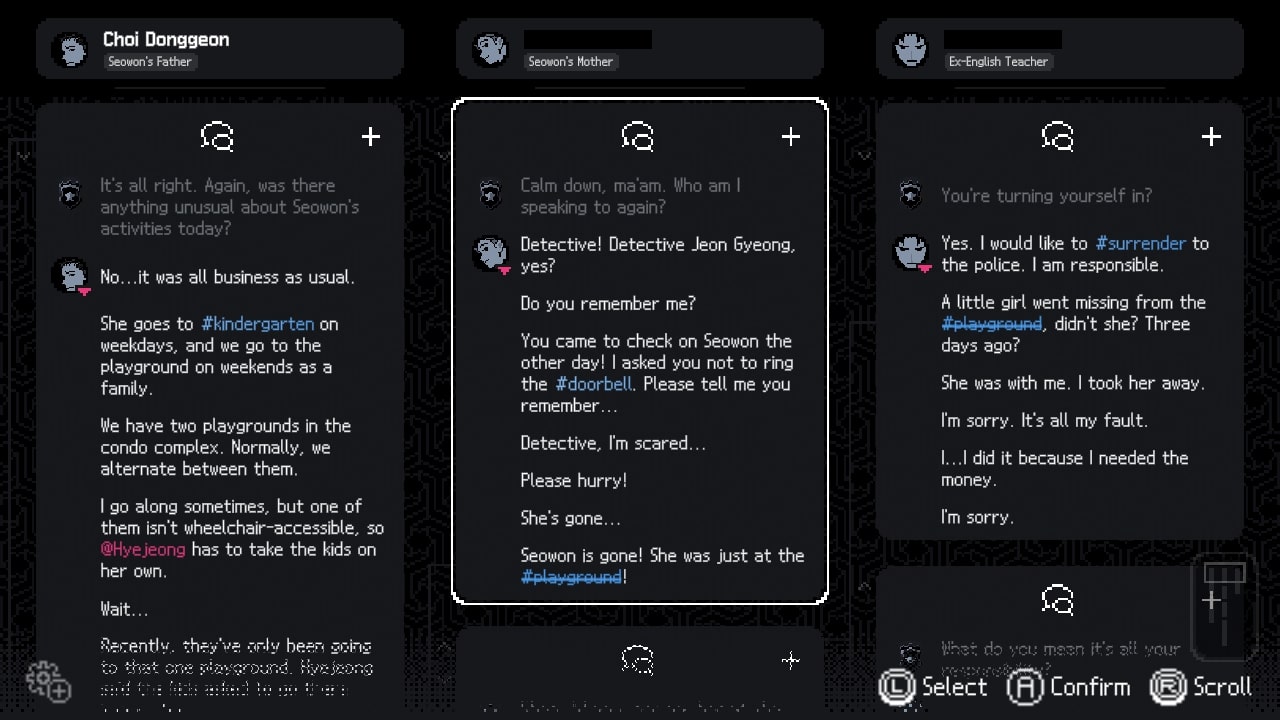 Choi Donggeon
Seowon's Father
It's all right. Again, was there
anything unusual about Seowon's
activities today?
No...it was all business as usual.
She goes to #kindergarten on
weekdays, and we go to the
playground on weekends as a
family.
We have two playgrounds in the
condo complex. Normally, we
alternate between them.
I go along sometimes, but one of
them isn't wheelchair-accessible, so
@Hyejeong has to take the kids on
her own.
Wait...
Recently, they've only been going
to that one playground. Hyejeong
said the kids asked to go there
Seowon's Mother
Calm down, ma'am. Who am I
speaking to again?
Detective! Detective Jeon Gyeong,
yes?
Do you remember me?
You came to check on Seowon the
other day! I asked you not to ring
the #doorbell. Please tell me you
remember...
Detective, I'm scared...
Please hurry!
She's gone...
Seowon is gone! She was just at the
#playground!
Ex-English Teacher
You're turning yourself in?
Yes. I would like to #surrender to
the police. I am responsible.
A little girl went missing from the
#playground, didn't she? Three
days ago?
She was with me. I took her away.
I'm sorry. It's all my fault.
I...I did it because I needed the
money.
I'm sorry.
What do you mean it's all your
responsibility?
L Select A Confirm R Scroll